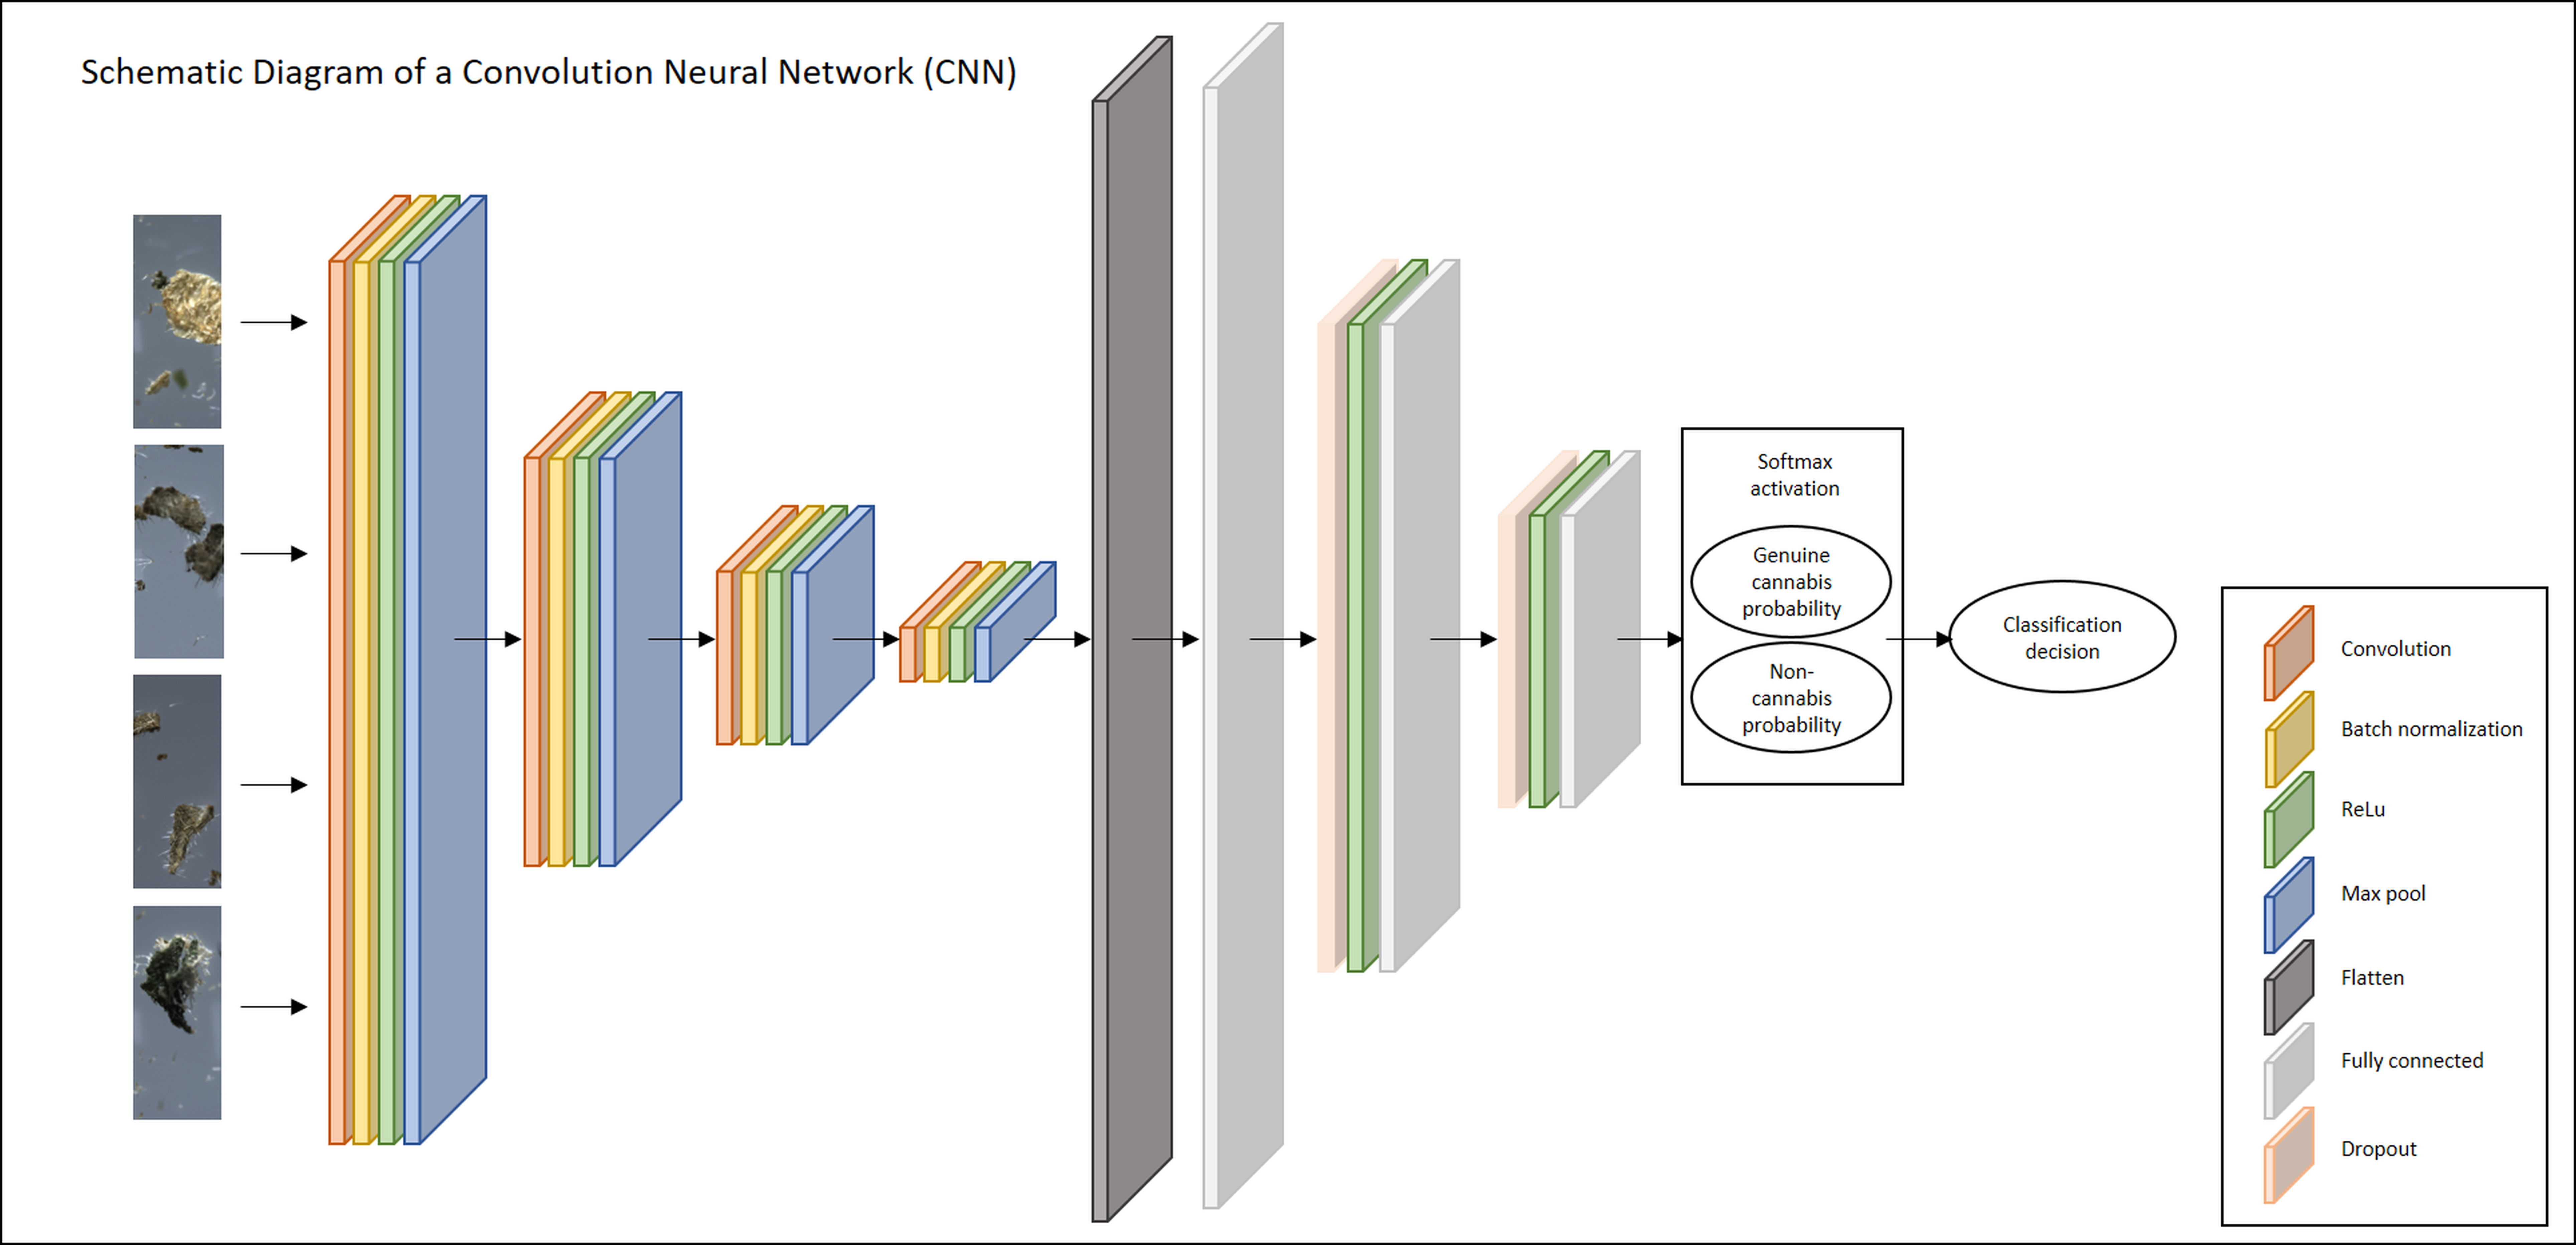 Schematic Diagram of a Convolution Neural Network (CNN)
Softmax
activation
Genuine
cannabis
probability
Non-
cannabis
probability
Classification
decision
Convolution
Batch normalization
ReLu
Max pool
Flatten
Fully connected
Dropout